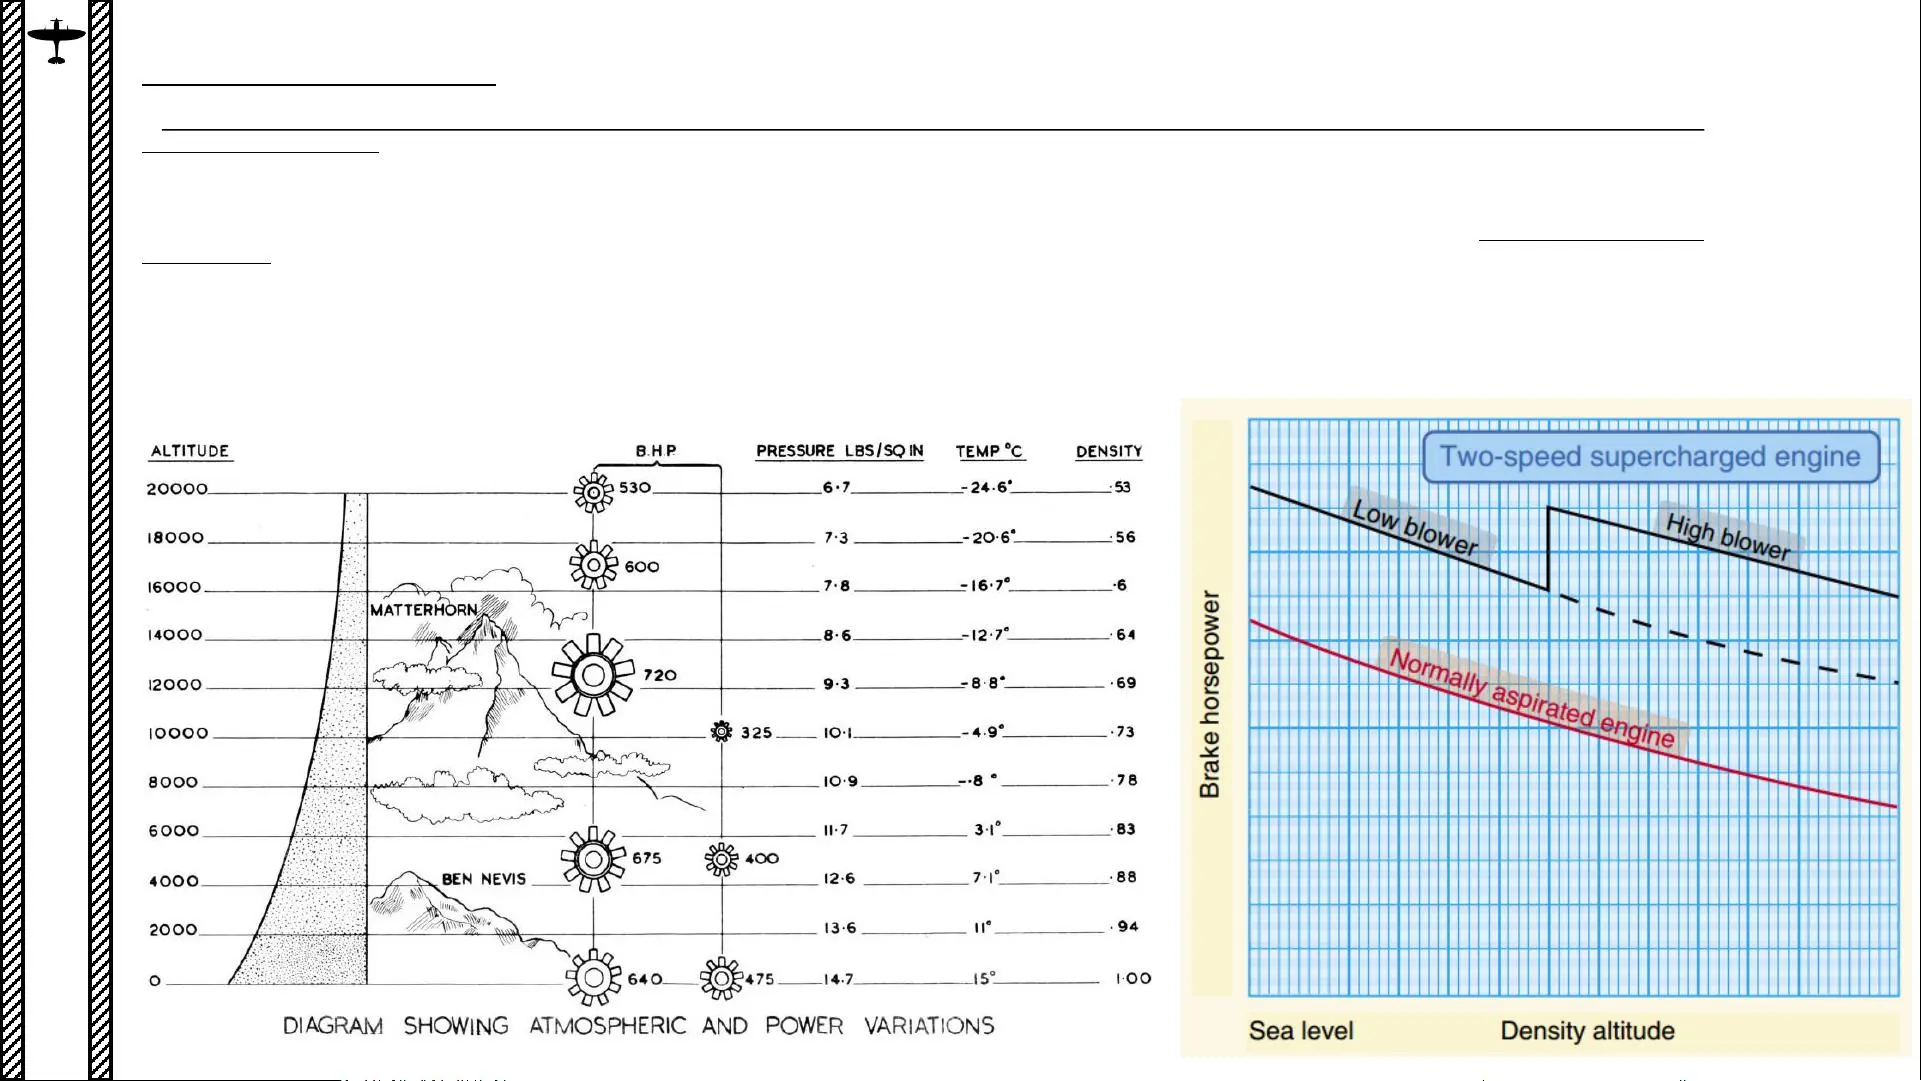 ALTITUDE B.H.P. PRESSURE LBS/SQ IN TEMP °C DENSITY
20000 530 6·7 -24·6° ·53
18000 7·3 -20·6° ·56
600
16000 7·8 -16·7° ·6
MATTERHORN
14000 8·6 -12·7° ·64
720
12000 9·3 -8·8° ·69
10000 325 10·1 -4·9° ·73
8000 10·9 -·8° ·78
6000 11·7 3·1° ·83
675 400
4000 BEN NEVIS 12·6 7·1° ·88
2000 13·6 11° ·94
0 640 475 14·7 15° 1·00
DIAGRAM SHOWING ATMOSPHERIC AND POWER VARIATIONS
Two-speed supercharged engine
Low blower
High blower
Normally aspirated engine
Brake horsepower
Sea level Density altitude